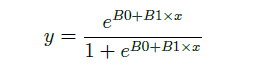 y = e^{B0+B1×x} / 1 + e^{B0+B1×x}